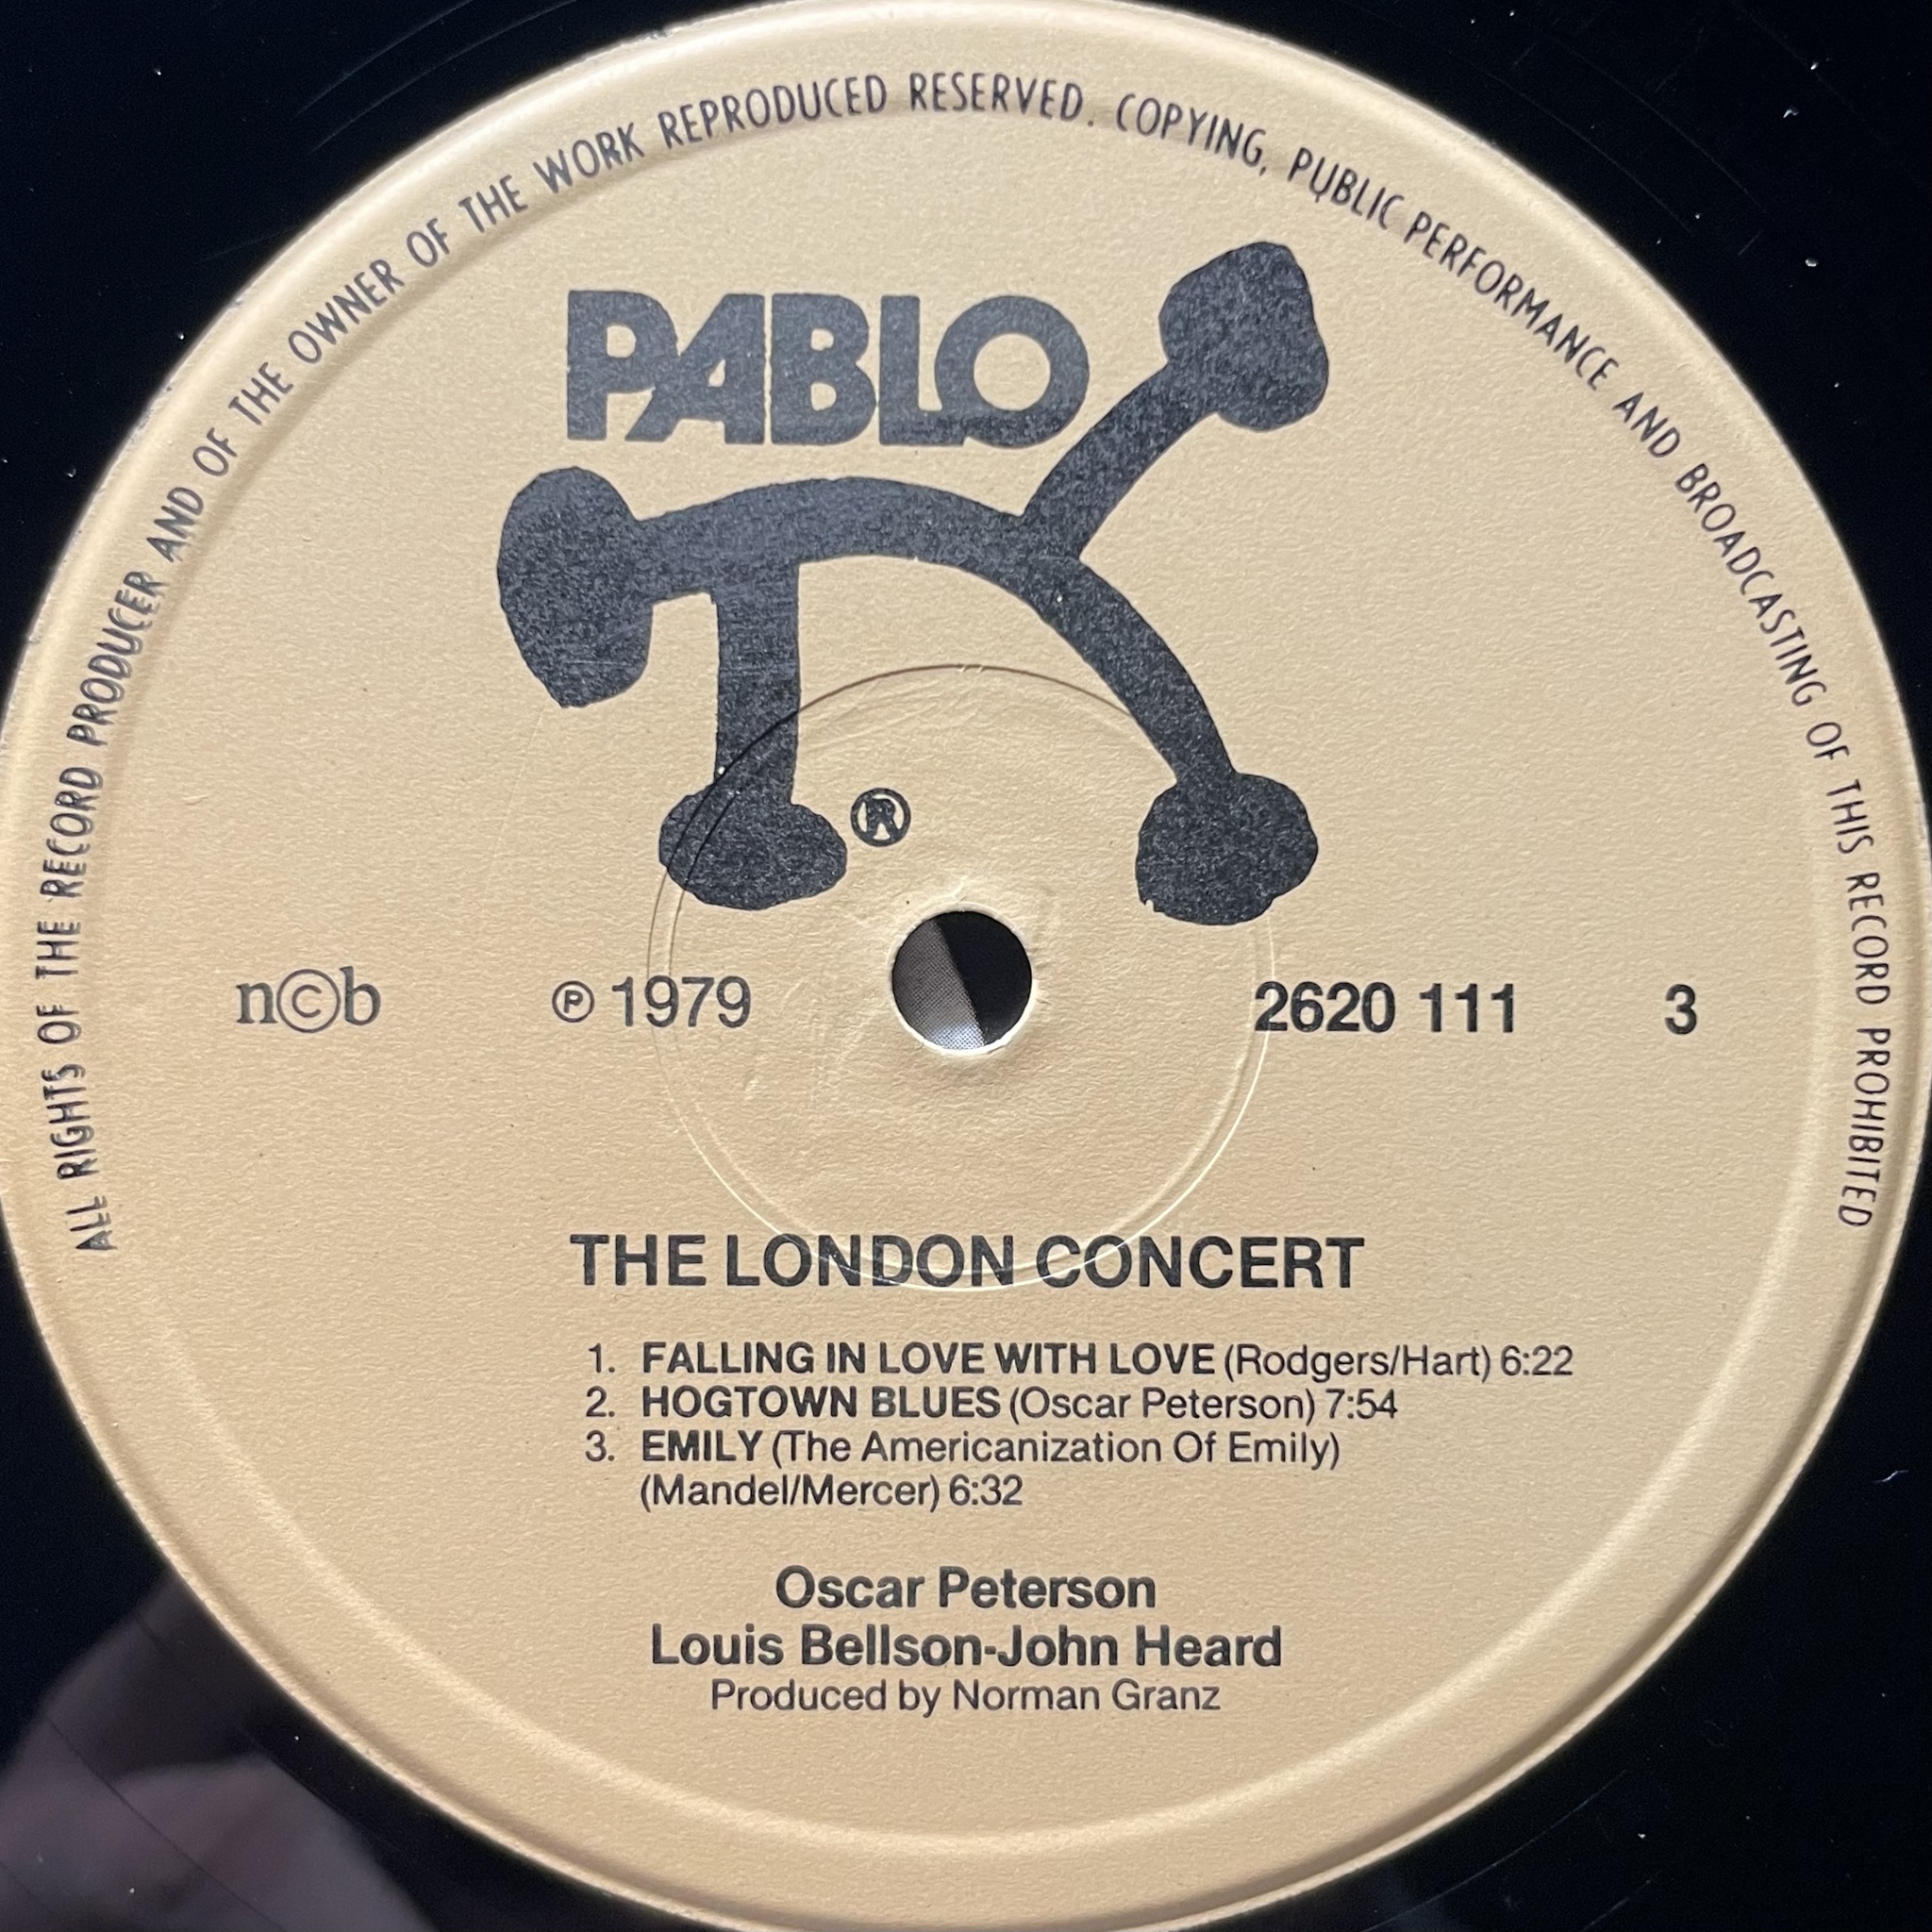 ALL RIGHTS OF THE RECORD PRODUCER AND OF THE OWNER OF THE WORK REPRODUCED RESERVED. COPYING, PUBLIC PERFORMANCE AND BROADCASTING OF THIS RECORD PROHIBITED
PABLO
®
n©b ℗ 1979 2620 111 3
THE LONDON CONCERT
1. FALLING IN LOVE WITH LOVE (Rodgers/Hart) 6:22
2. HOGTOWN BLUES (Oscar Peterson) 7:54
3. EMILY (The Americanization Of Emily)
(Mandel/Mercer) 6:32
Oscar Peterson
Louis Bellson-John Heard
Produced by Norman Granz